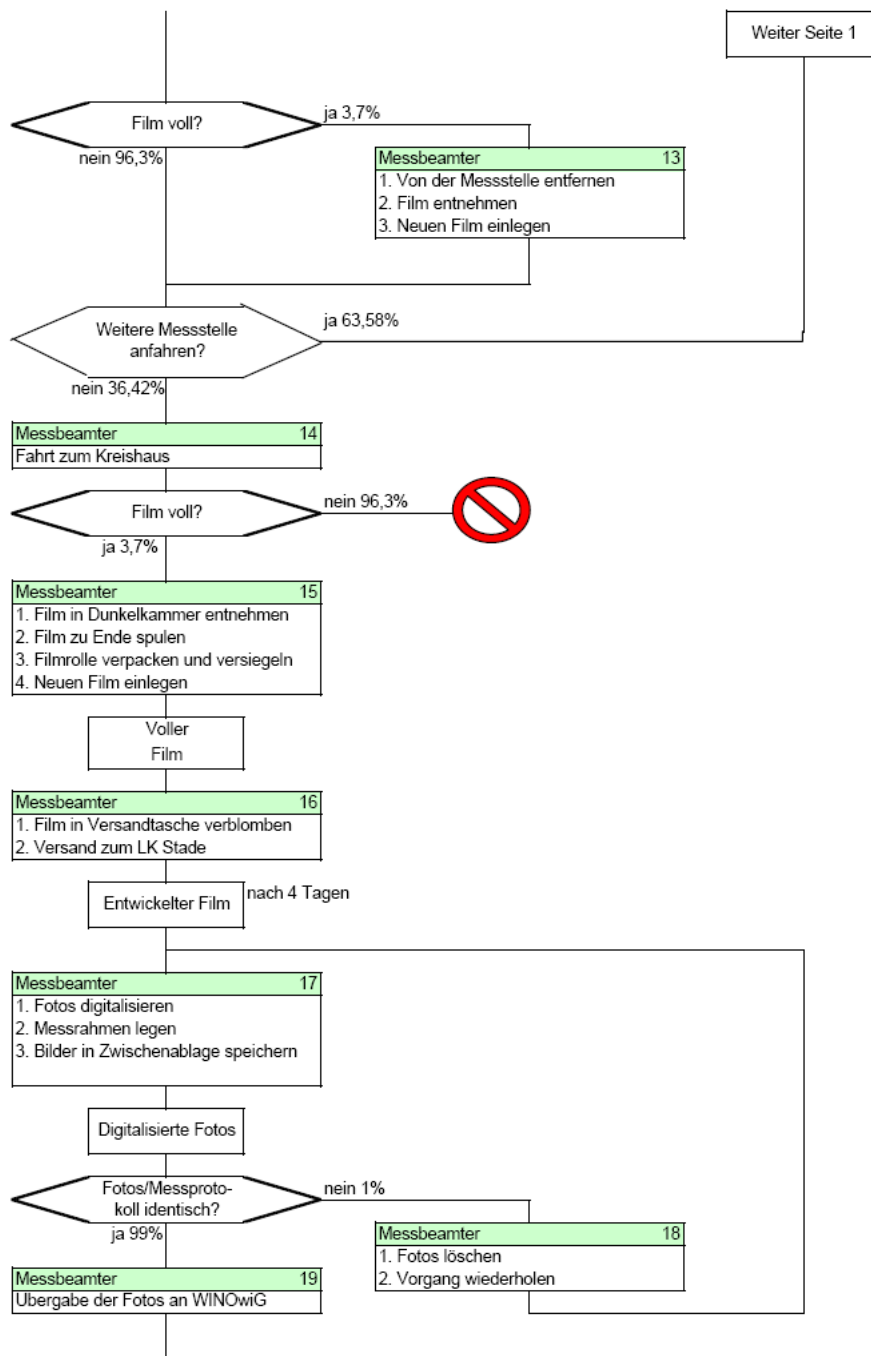 Weiter Seite 1
Film voll?
ja 3,7%
nein 96,3%
Messbeamter 13
1. Von der Messstelle entfernen
2. Film entnehmen
3. Neuen Film einlegen
Weitere Messstelle
anfahren?
ja 63,58%
nein 36,42%
Messbeamter 14
Fahrt zum Kreishaus
Film voll?
nein 96,3%
ja 3,7%
Messbeamter 15
1. Film in Dunkelkammer entnehmen
2. Film zu Ende spulen
3. Filmrolle verpacken und versiegeln
4. Neuen Film einlegen
Voller
Film
Messbeamter 16
1. Film in Versandtasche verblomben
2. Versand zum LK Stade
Entwickelter Film
nach 4 Tagen
Messbeamter 17
1. Fotos digitalisieren
2. Messrahmen legen
3. Bilder in Zwischenablage speichern
Digitalisierte Fotos
Fotos/Messproto-
koll identisch?
nein 1%
ja 99%
Messbeamter 18
1. Fotos löschen
2. Vorgang wiederholen
Messbeamter 19
Übergabe der Fotos an WINOwiG